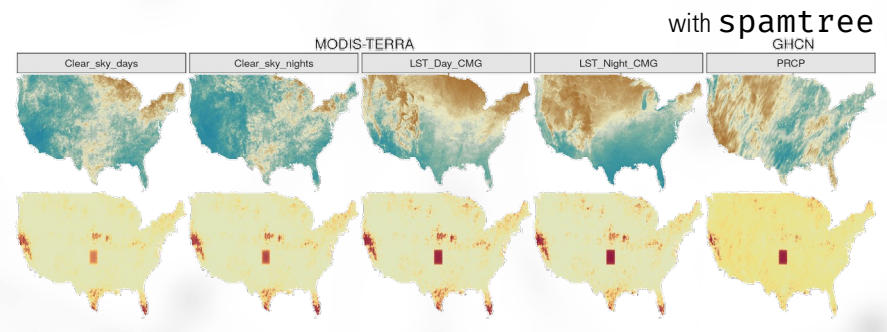 with spamtree
MODIS-TERRA GHCN
Clear_sky_days Clear_sky_nights LST_Day_CMG LST_Night_CMG PRCP